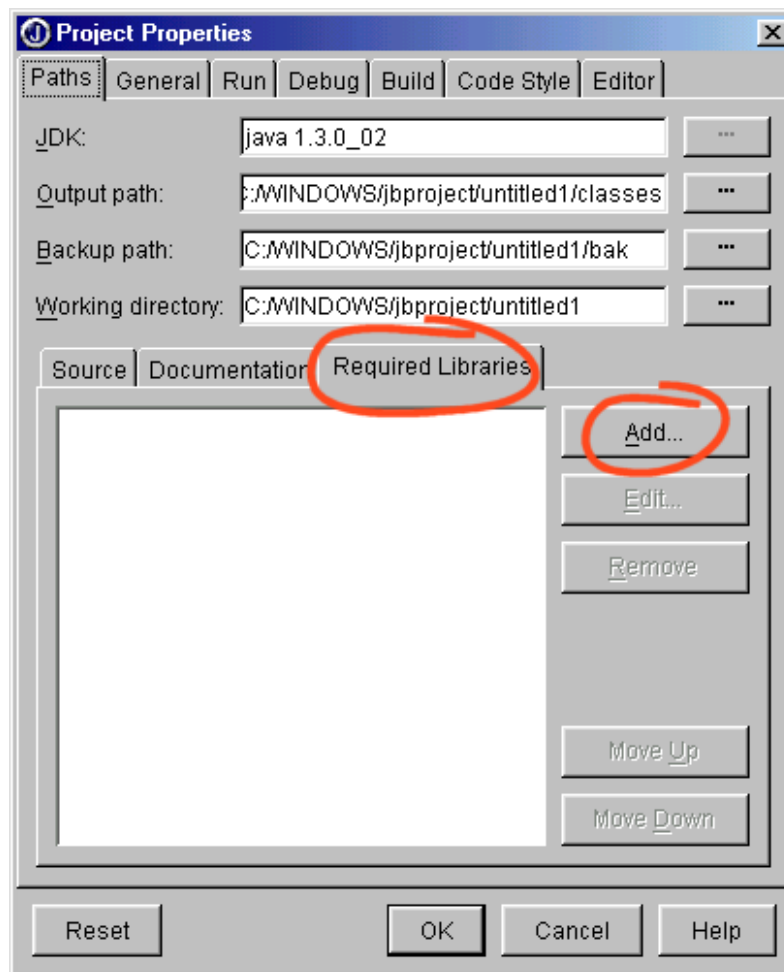 Project Properties
Paths General Run Debug Build Code Style Editor
JDK: java 1.3.0_02 ...
Output path: C:/WINDOWS/jbproject/untitled1/classes ...
Backup path: C:/WINDOWS/jbproject/untitled1/bak ...
Working directory: C:/WINDOWS/jbproject/untitled1 ...
Source Documentation Required Libraries
Add...
Edit...
Remove
Move Up
Move Down
Reset OK Cancel Help